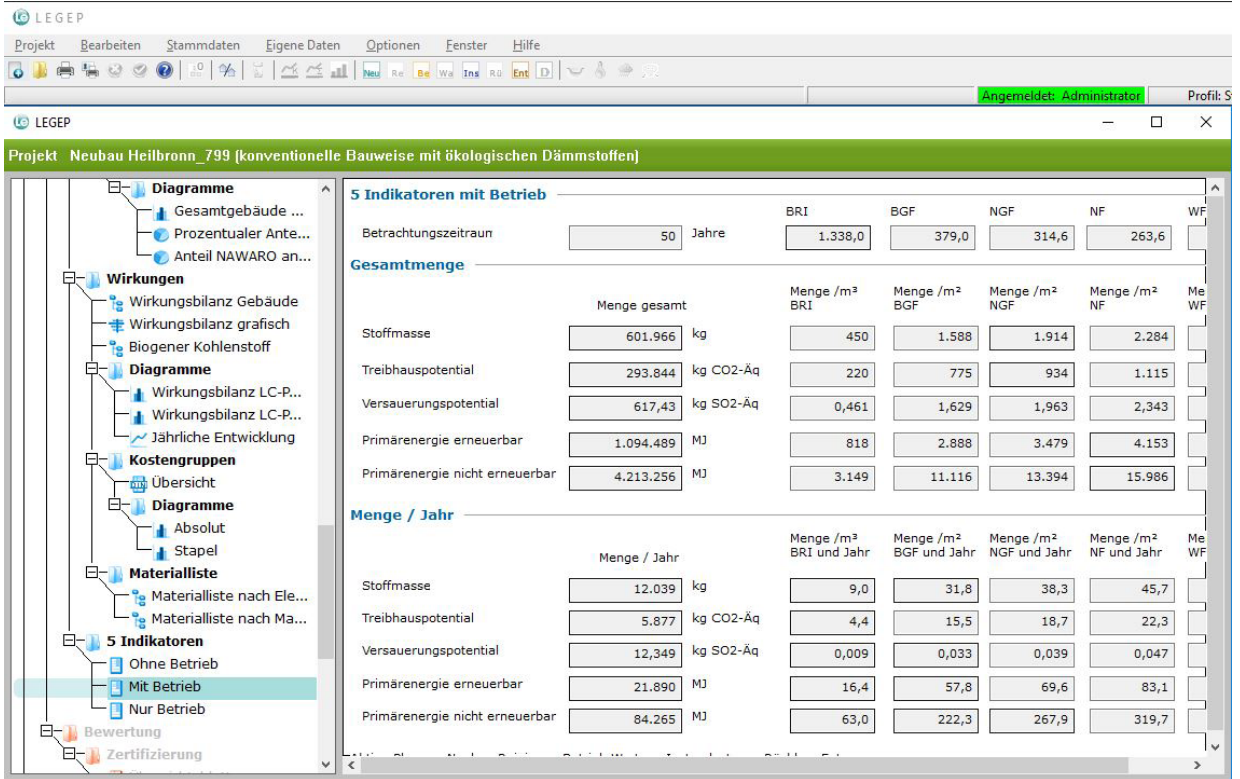 LEGEP
Projekt Bearbeiten Stammdaten Eigene Daten Optionen Fenster Hilfe
% Neu Re Be Wa Ins Rü Ent D
Angemeldet: Administrator Profil: S
LEGEP
Projekt Neubau Heilbronn_799 (konventionelle Bauweise mit ökologischen Dämmstoffen)
Diagramme
Gesamtgebäude ...
Prozentualer Ante...
Anteil NAWARO an...
Wirkungen
Wirkungsbilanz Gebäude
Wirkungsbilanz grafisch
Biogener Kohlenstoff
Diagramme
Wirkungsbilanz LC-P...
Wirkungsbilanz LC-P...
Jährliche Entwicklung
Kostengruppen
Übersicht
Diagramme
Absolut
Stapel
Materialliste
Materialliste nach Ele...
Materialliste nach Ma...
5 Indikatoren
Ohne Betrieb
Mit Betrieb
Nur Betrieb
Bewertung
Zertifizierung
5 Indikatoren mit Betrieb
BRI BGF NGF NF WF
Betrachtungszeitraum 50 Jahre 1.338,0 379,0 314,6 263,6
Gesamtmenge
Menge gesamt Menge /m³ BRI Menge /m² BGF Menge /m² NGF Menge /m² NF Me WF
Stoffmasse 601.966 kg 450 1.588 1.914 2.284
Treibhauspotential 293.844 kg CO2-Äq 220 775 934 1.115
Versauerungspotential 617,43 kg SO2-Äq 0,461 1,629 1,963 2,343
Primärenergie erneuerbar 1.094.489 MJ 818 2.888 3.479 4.153
Primärenergie nicht erneuerbar 4.213.256 MJ 3.149 11.116 13.394 15.986
Menge / Jahr
Menge / Jahr Menge /m³ BRI und Jahr Menge /m² BGF und Jahr Menge /m² NGF und Jahr Menge /m² NF und Jahr Me WF
Stoffmasse 12.039 kg 9,0 31,8 38,3 45,7
Treibhauspotential 5.877 kg CO2-Äq 4,4 15,5 18,7 22,3
Versauerungspotential 12,349 kg SO2-Äq 0,009 0,033 0,039 0,047
Primärenergie erneuerbar 21.890 MJ 16,4 57,8 69,6 83,1
Primärenergie nicht erneuerbar 84.265 MJ 63,0 222,3 267,9 319,7